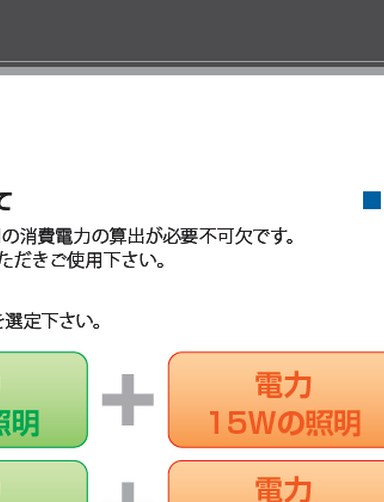 て
の消費電力の算出が必要不可欠です。
ただきご使用下さい。
を選定下さい。
照明
電力
15Wの照明
電力